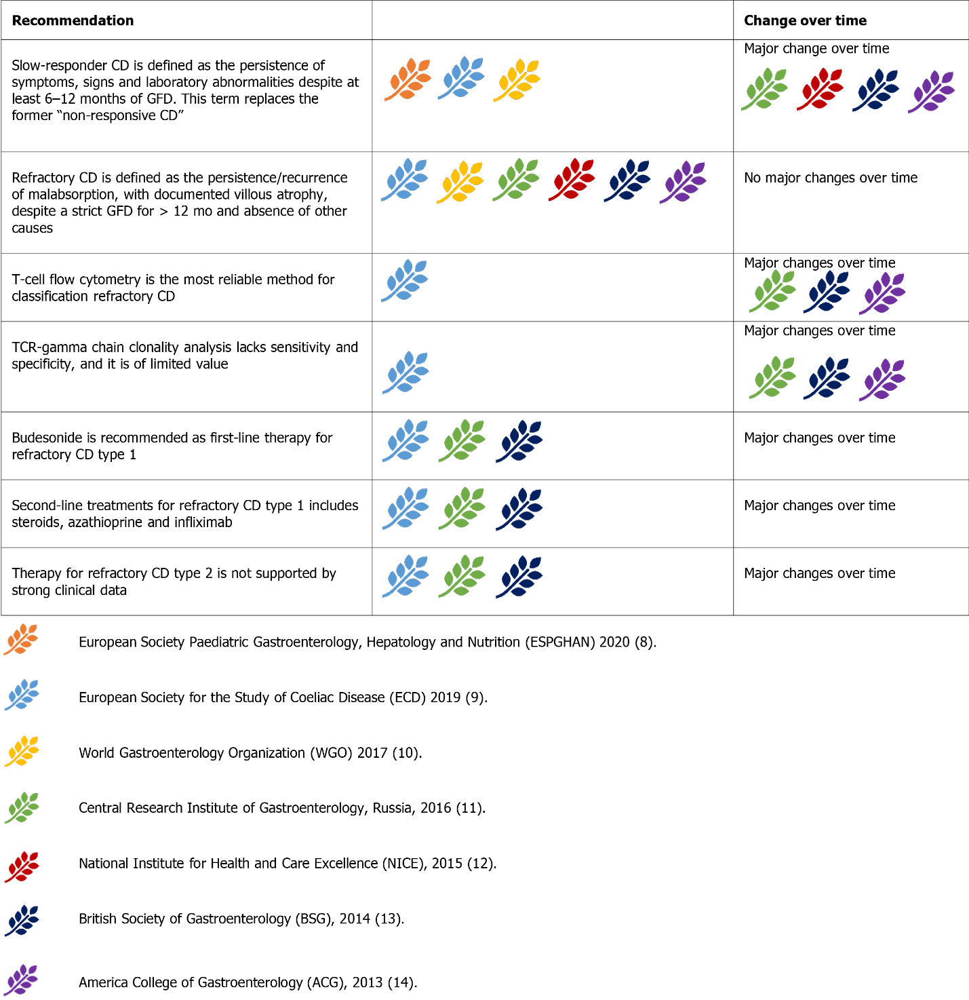 Recommendation
Change over time
Slow-responder CD is defined as the persistence of
symptoms, signs and laboratory abnormalities despite at
least 6–12 months of GFD. This term replaces the
former “non-responsive CD”
Major change over time
Refractory CD is defined as the persistence/recurrence
of malabsorption, with documented villous atrophy,
despite a strict GFD for > 12 mo and absence of other
causes
No major changes over time
T-cell flow cytometry is the most reliable method for
classification refractory CD
Major changes over time
TCR-gamma chain clonality analysis lacks sensitivity and
specificity, and it is of limited value
Major changes over time
Budesonide is recommended as first-line therapy for
refractory CD type 1
Major changes over time
Second-line treatments for refractory CD type 1 includes
steroids, azathioprine and infliximab
Major changes over time
Therapy for refractory CD type 2 is not supported by
strong clinical data
Major changes over time
European Society Paediatric Gastroenterology, Hepatology and Nutrition (ESPGHAN) 2020 (8).
European Society for the Study of Coeliac Disease (ECD) 2019 (9).
World Gastroenterology Organization (WGO) 2017 (10).
Central Research Institute of Gastroenterology, Russia, 2016 (11).
National Institute for Health and Care Excellence (NICE), 2015 (12).
British Society of Gastroenterology (BSG), 2014 (13).
America College of Gastroenterology (ACG), 2013 (14).